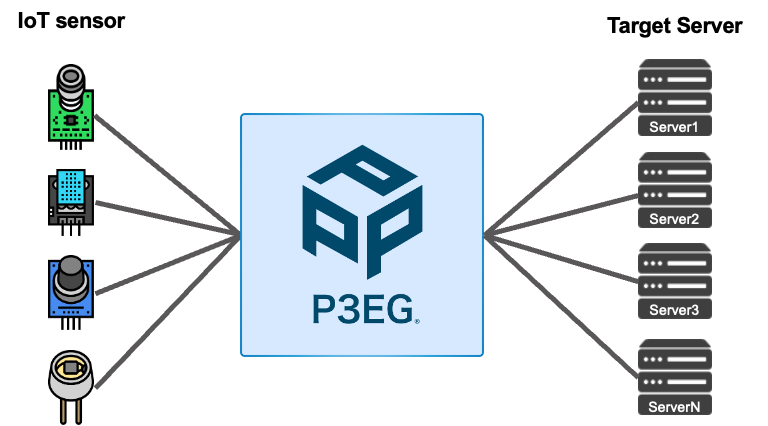 IoT sensor
Target Server
Server1
Server2
P3EG®
Server3
ServerN